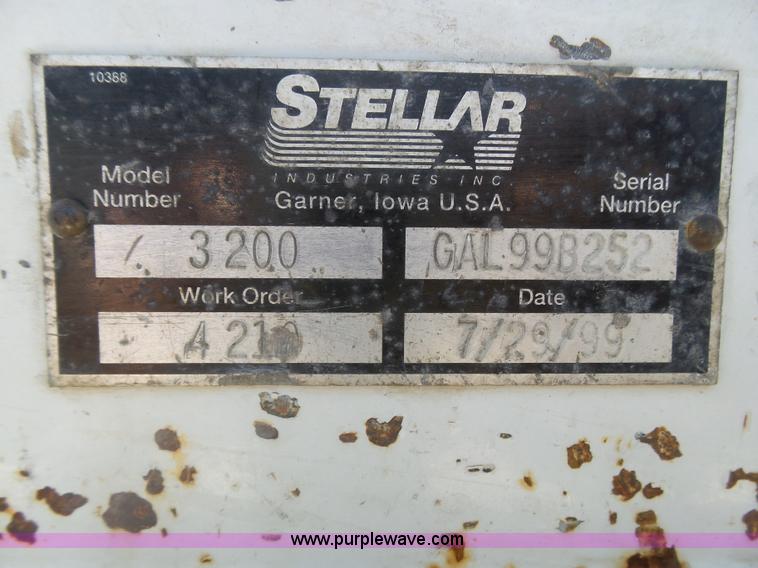 10388
STELLAR
INDUSTRIES INC.
Garner, Iowa U.S.A.
Model Number
Serial Number
3200
GAL99B252
Work Order
Date
4210
7/29/99
www.purplewave.com